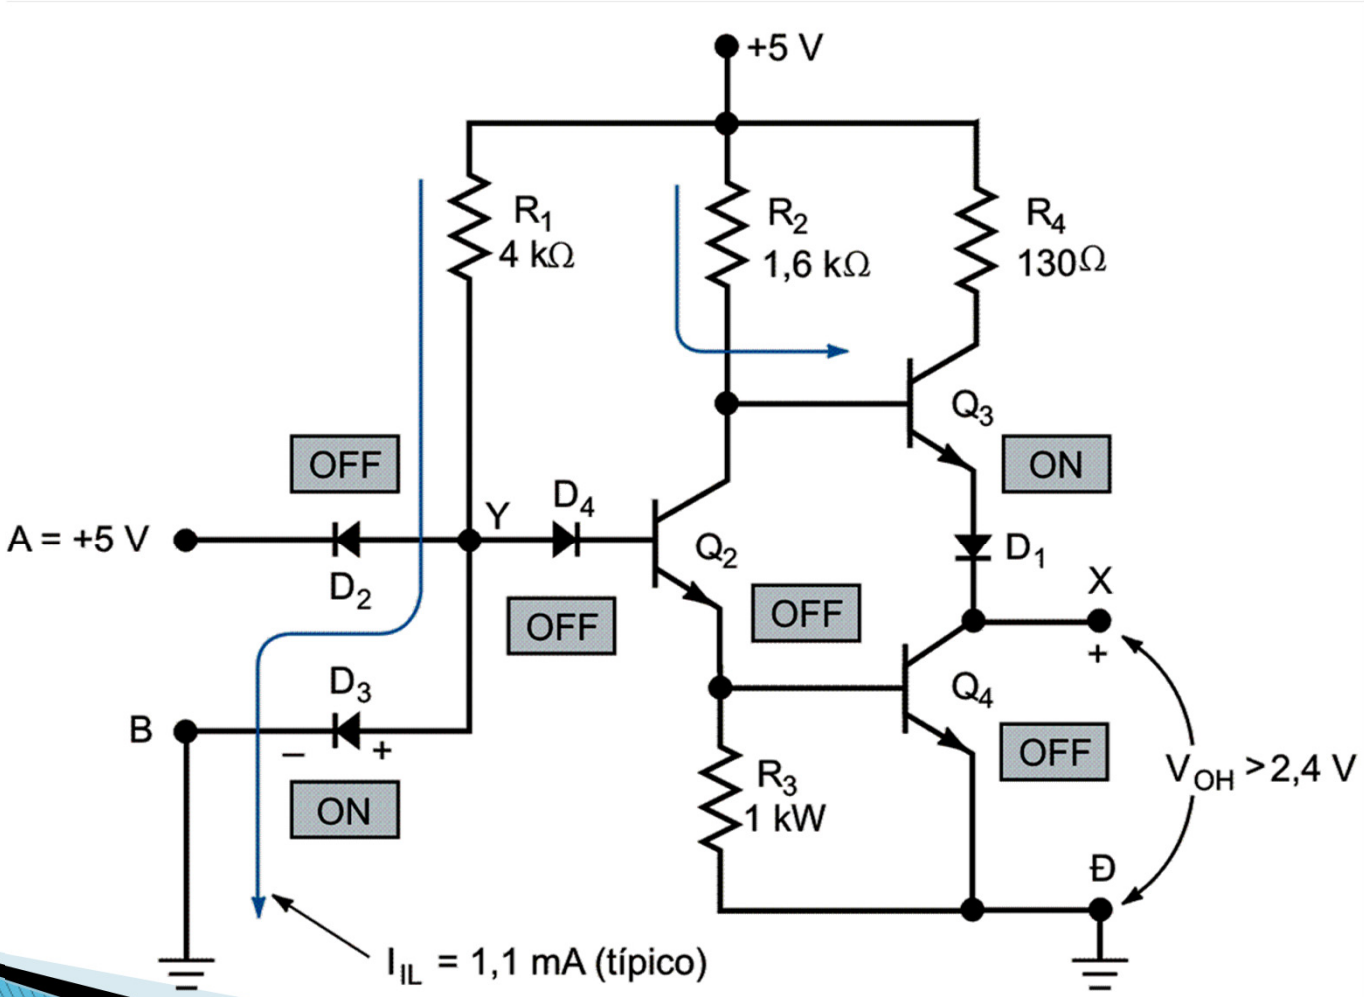 +5 V
R1
4 kΩ
R2
1,6 kΩ
R4
130Ω
Q3
OFF
ON
A = +5 V
Y
D4
D2
Q2
D1
X
OFF
OFF
+
D3
B
– +
Q4
OFF
ON
R3
1 kW
VOH >2,4 V
Đ
IIL = 1,1 mA (típico)